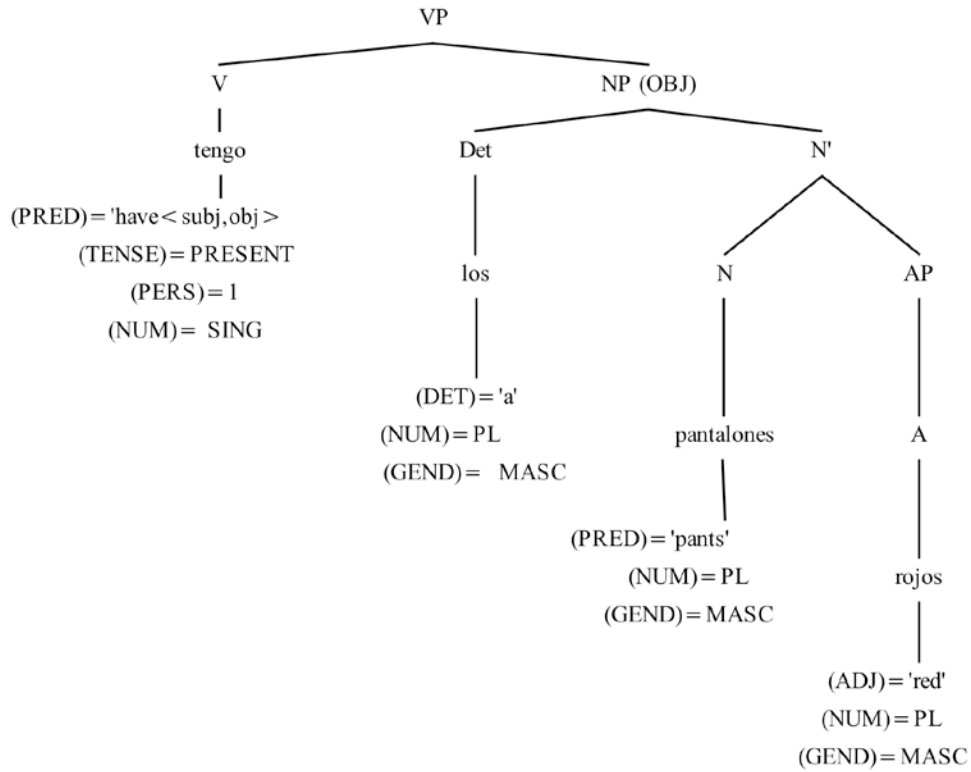 VP
V NP (OBJ)
tengo Det N'
(PRED)='have<subj,obj>
(TENSE)=PRESENT
(PERS)=1
(NUM)= SING
los N AP
(DET)='a'
(NUM)=PL
(GEND)= MASC
pantalones A
(PRED)='pants'
(NUM)=PL
(GEND)=MASC
rojos
(ADJ)='red'
(NUM)=PL
(GEND)=MASC